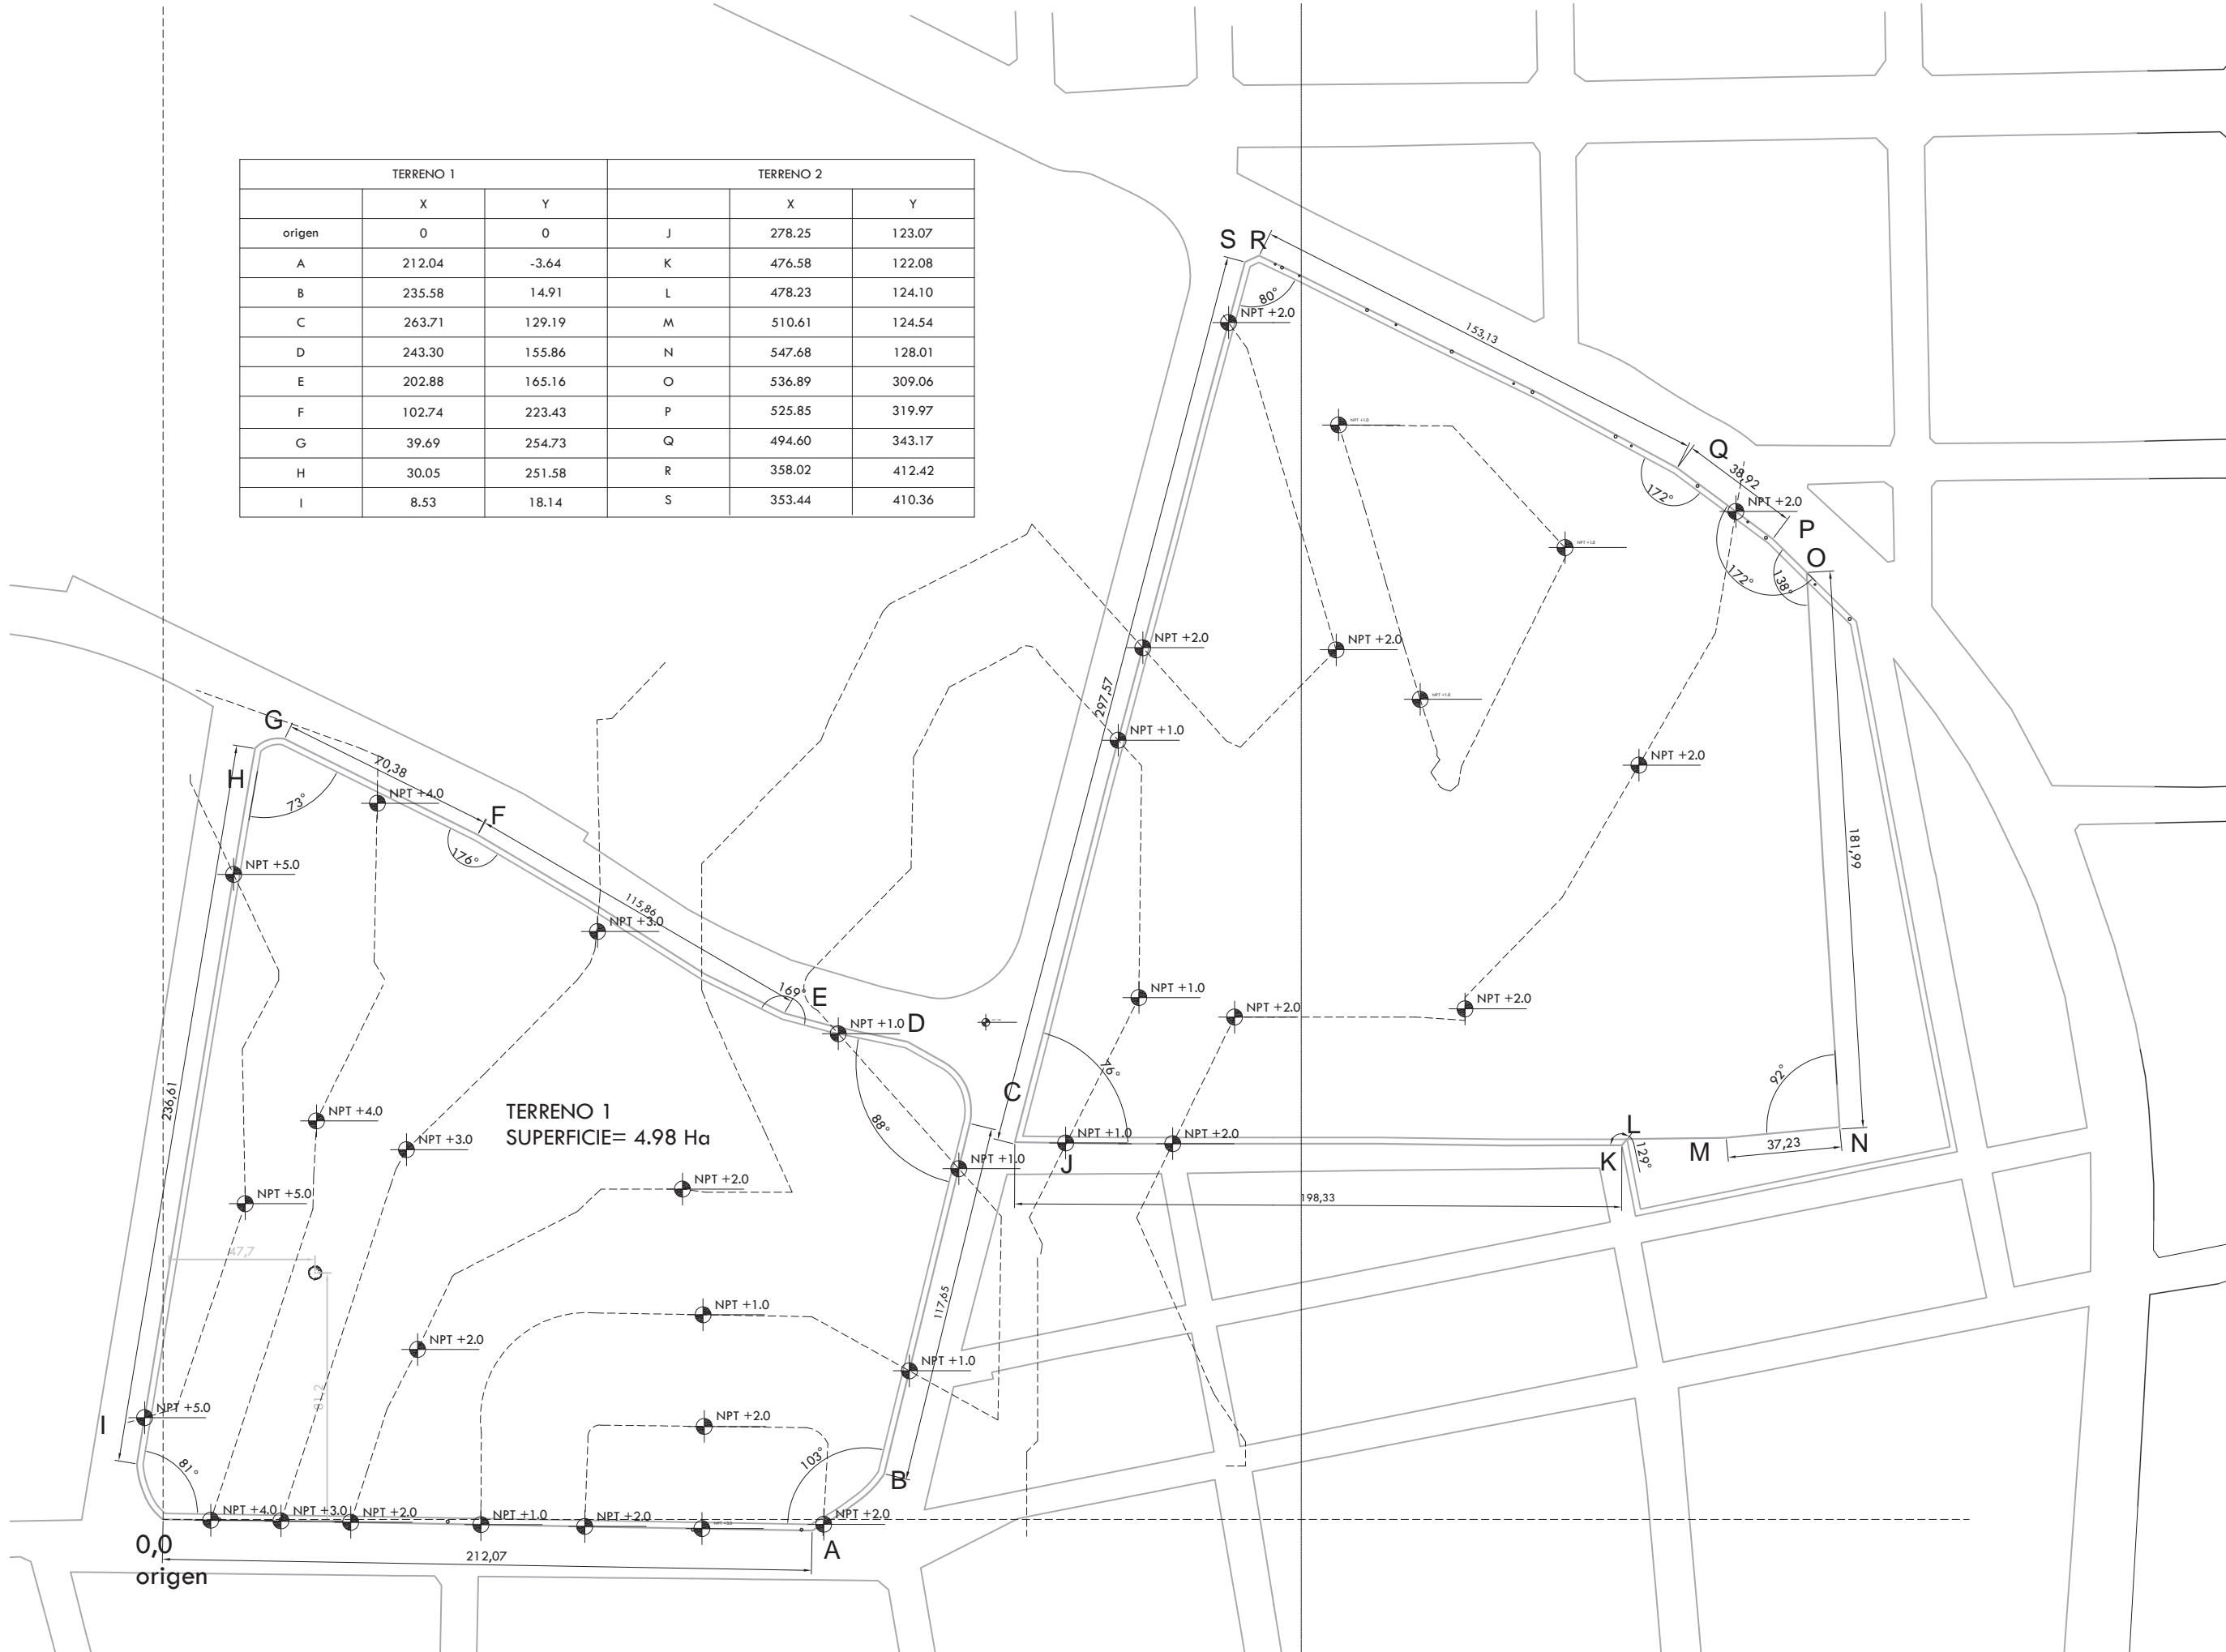 TERRENO 1 TERRENO 2
X Y X Y
origen 0 0 J 278.25 123.07
A 212.04 -3.64 K 476.58 122.08
B 235.58 14.91 L 478.23 124.10
C 263.71 129.19 M 510.61 124.54
D 243.30 155.86 N 547.68 128.01
E 202.88 165.16 O 536.89 309.06
F 102.74 223.43 P 525.85 319.97
G 39.69 254.73 Q 494.60 343.17
H 30.05 251.58 R 358.02 412.42
I 8.53 18.14 S 353.44 410.36
S R
80°
NPT +2.0
153,13
NPT +1.0
Q
38,92
172°
NPT +2.0
P
O
NPT +1.0
172°
138°
NPT +2.0
NPT +2.0
297,57
NPT +1.0
NPT +1.0
NPT +2.0
181,99
G
70,38
H
73°
NPT +4.0
F
176°
NPT +5.0
115,86
NPT +3.0
169°
E
NPT +1.0
D
NPT +1.0
NPT +2.0
NPT +2.0
76°
92°
C
236,61
TERRENO 1
SUPERFICIE= 4.98 Ha
88°
NPT +4.0
NPT +3.0
NPT +1.0
J
NPT +2.0
L
K
129°
M
37,23
N
NPT +1.0
NPT +2.0
198,33
NPT +5.0
47,7
117,65
NPT +1.0
NPT +2.0
NPT +1.0
I
NPT +5.0
NPT +2.0
81°
103°
B
NPT +4.0
NPT +3.0
NPT +2.0
NPT +1.0
NPT +2.0
NPT +2.0
A
0,0
origen
212,07